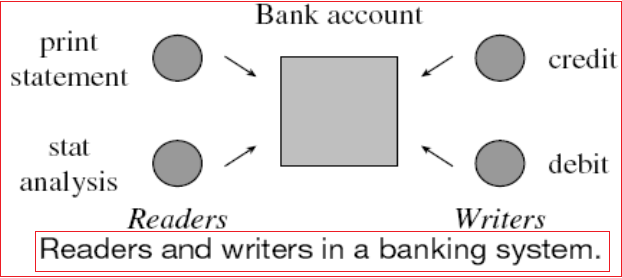 Bank account
print
statement
credit
stat
analysis
debit
Readers
Writers
Readers and writers in a banking system.